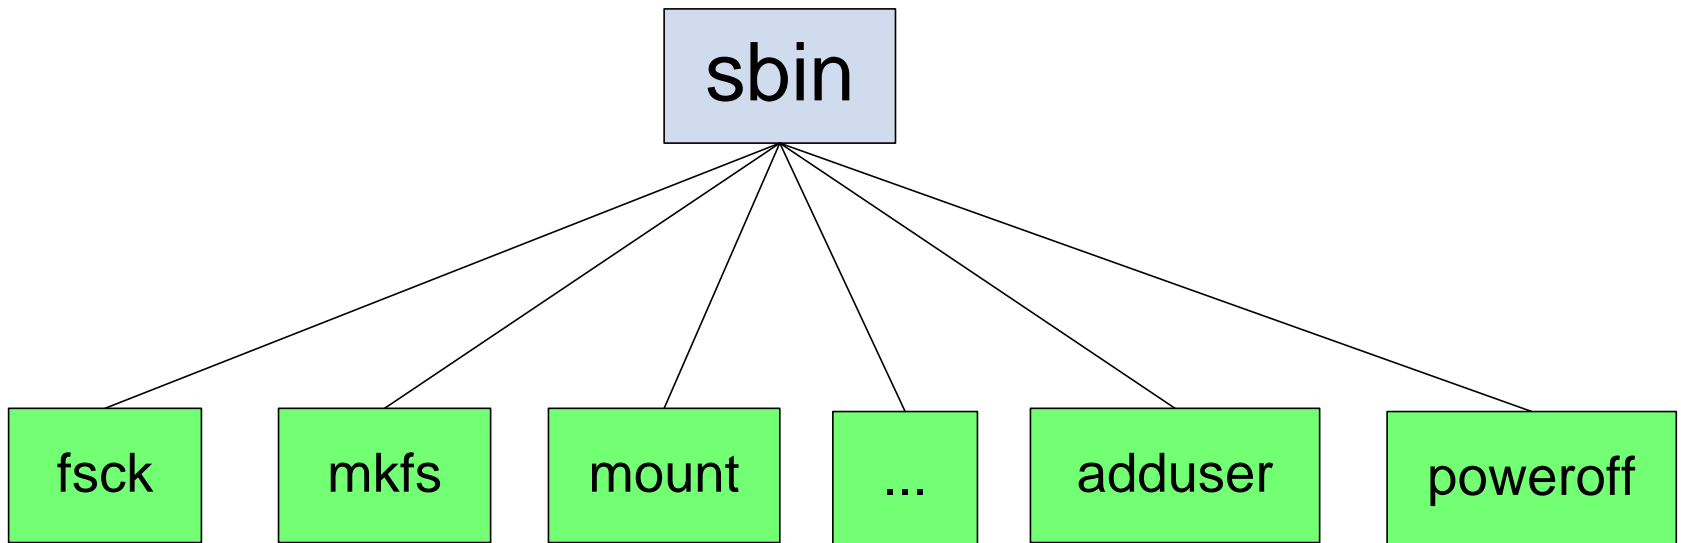 sbin
fsck
mkfs
mount
...
adduser
poweroff